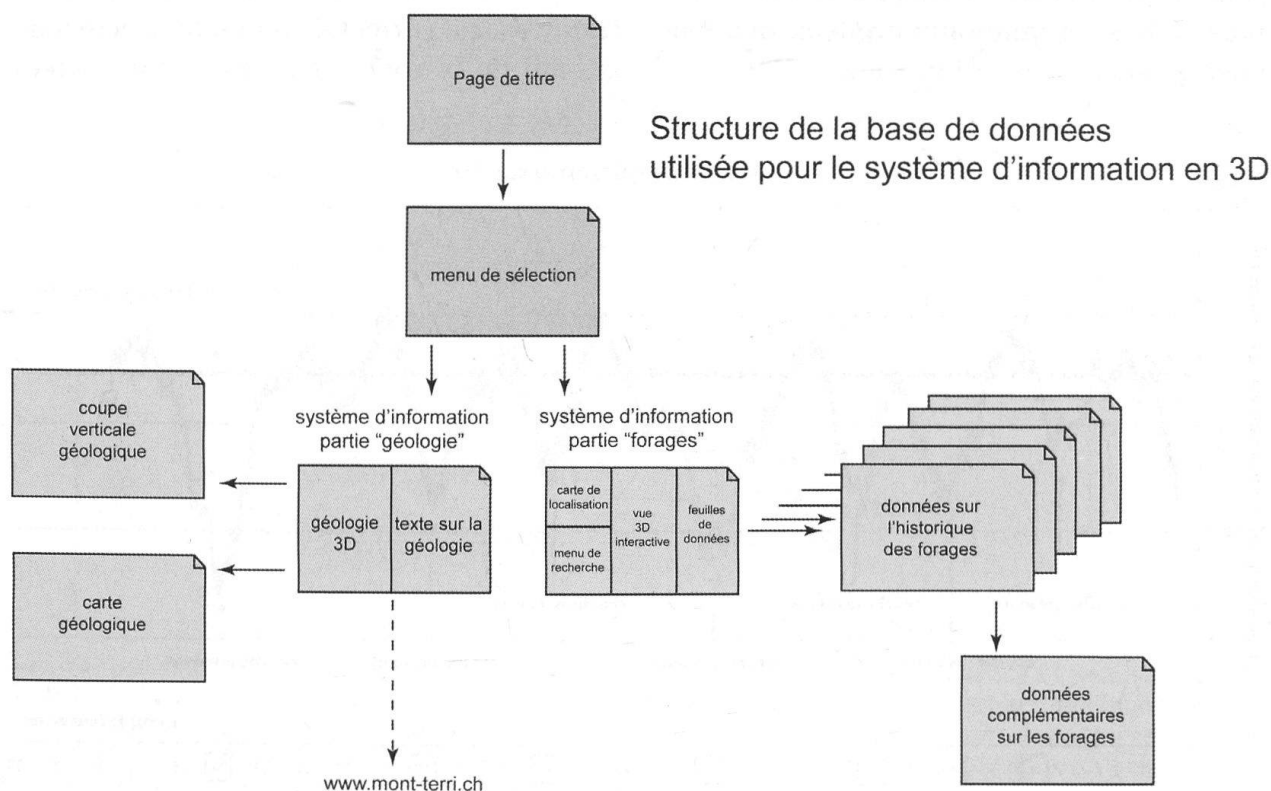 Page de titre
Structure de la base de données
utilisée pour le système d'information en 3D
menu de sélection
coupe
verticale
géologique
système d'information
partie "géologie"
système d'information
partie "forages"
géologie
3D
texte sur la
géologie
carte de
localisation
menu de
recherche
vue
3D
interactive
feuilles
de
données
données sur
l'historique
des forages
carte
géologique
données
complémentaires
sur les forages
www.mont-terri.ch